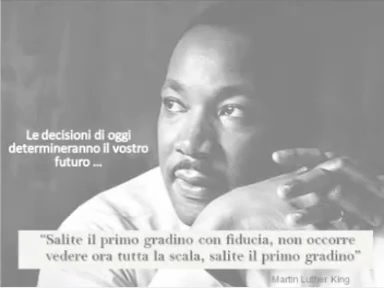 Le decisioni di oggi
determineranno il vostro
futuro ...
“Salite il primo gradino con fiducia, non occorre
vedere ora tutta la scala, salite il primo gradino”
Martin Luther King